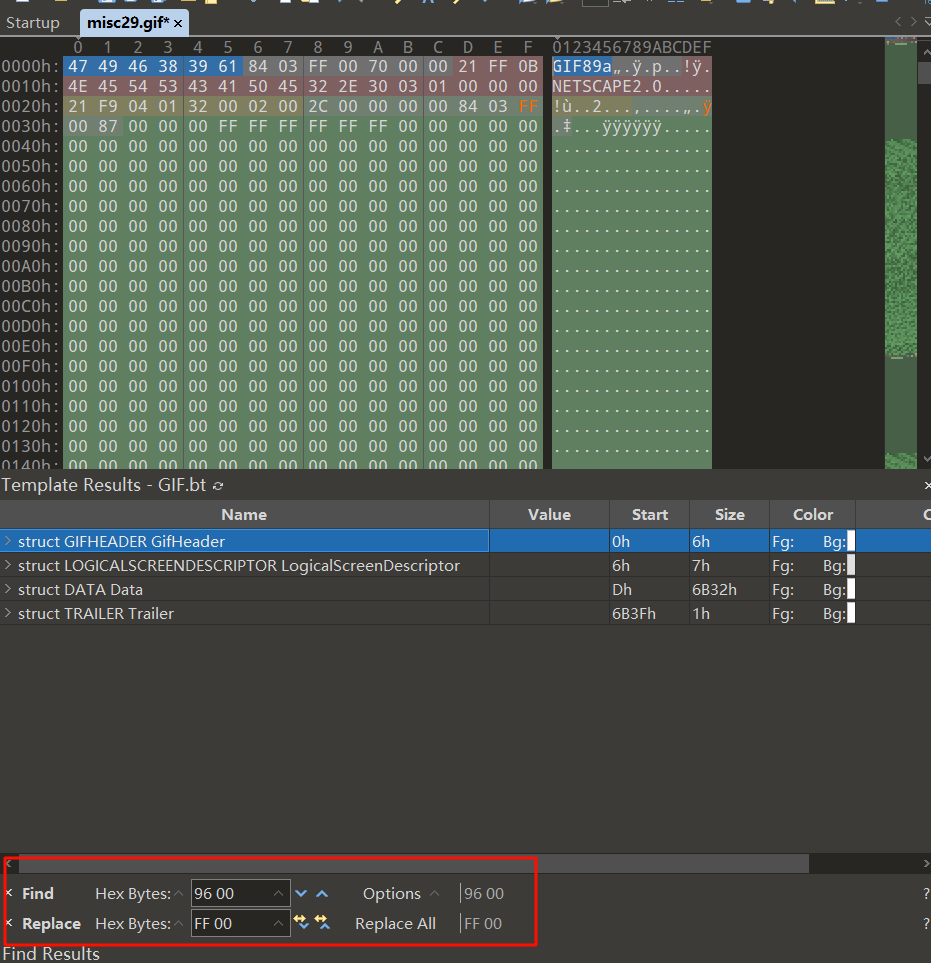 Startup misc29.gif*
0 1 2 3 4 5 6 7 8 9 A B C D E F 0123456789ABCDEF
0000h: 47 49 46 38 39 61 84 03 FF 00 70 00 00 21 FF 0B GIF89a„.ÿ.p..!ÿ.
0010h: 4E 45 54 53 43 41 50 45 32 2E 30 03 01 00 00 00 NETSCAPE2.0.....
0020h: 21 F9 04 01 32 00 02 00 2C 00 00 00 00 84 03 FF !ù..2...,....„.ÿ
0030h: 00 87 00 00 00 FF FF FF FF FF FF 00 00 00 00 00 .‡...ÿÿÿÿÿÿ.....
0040h: 00 00 00 00 00 00 00 00 00 00 00 00 00 00 00 00 ................
0050h: 00 00 00 00 00 00 00 00 00 00 00 00 00 00 00 00 ................
0060h: 00 00 00 00 00 00 00 00 00 00 00 00 00 00 00 00 ................
0070h: 00 00 00 00 00 00 00 00 00 00 00 00 00 00 00 00 ................
0080h: 00 00 00 00 00 00 00 00 00 00 00 00 00 00 00 00 ................
0090h: 00 00 00 00 00 00 00 00 00 00 00 00 00 00 00 00 ................
00A0h: 00 00 00 00 00 00 00 00 00 00 00 00 00 00 00 00 ................
00B0h: 00 00 00 00 00 00 00 00 00 00 00 00 00 00 00 00 ................
00C0h: 00 00 00 00 00 00 00 00 00 00 00 00 00 00 00 00 ................
00D0h: 00 00 00 00 00 00 00 00 00 00 00 00 00 00 00 00 ................
00E0h: 00 00 00 00 00 00 00 00 00 00 00 00 00 00 00 00 ................
00F0h: 00 00 00 00 00 00 00 00 00 00 00 00 00 00 00 00 ................
0100h: 00 00 00 00 00 00 00 00 00 00 00 00 00 00 00 00 ................
0110h: 00 00 00 00 00 00 00 00 00 00 00 00 00 00 00 00 ................
0120h: 00 00 00 00 00 00 00 00 00 00 00 00 00 00 00 00 ................
0130h: 00 00 00 00 00 00 00 00 00 00 00 00 00 00 00 00 ................
0140h: 00 00 00 00 00 00 00 00 00 00 00 00 00 00 00 00
Template Results - GIF.bt
Name Value Start Size Color C
struct GIFHEADER GifHeader 0h 6h Fg: Bg:
struct LOGICALSCREENDESCRIPTOR LogicalScreenDescriptor 6h 7h Fg: Bg:
struct DATA Data Dh 6B32h Fg: Bg:
struct TRAILER Trailer 6B3Fh 1h Fg: Bg:
Find Hex Bytes: 96 00 Options 96 00 ?
Replace Hex Bytes: FF 00 Replace All FF 00 ?
Find Results